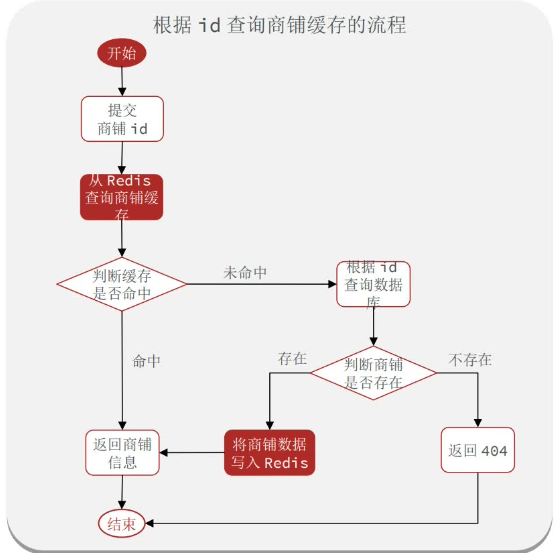 根据 id 查询商铺缓存的流程
开始
提交
商铺 id
从 Redis
查询商铺缓
存
判断缓存
是否命中
未命中
根据 id
查询数据
库
命中
判断商铺
是否存在
存在
不存在
返回商铺
信息
将商铺数据
写入 Redis
返回 404
结束